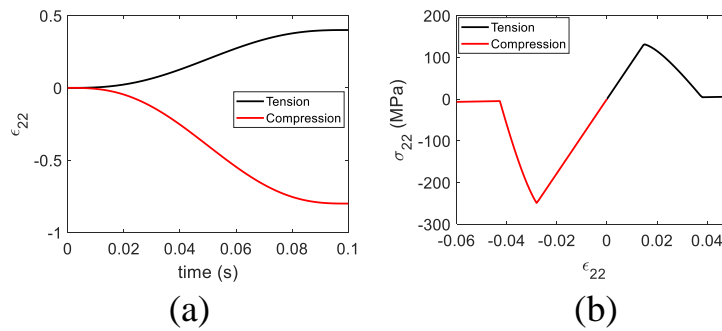 0.5
0
-0.5
-1
ϵ22
Tension
Compression
0
0.02
0.04
0.06
0.08
0.1
time (s)
(a)
200
100
0
-100
-200
-300
σ22 (MPa)
Tension
Compression
-0.06
-0.04
-0.02
0
0.02
0.04
ϵ22
(b)